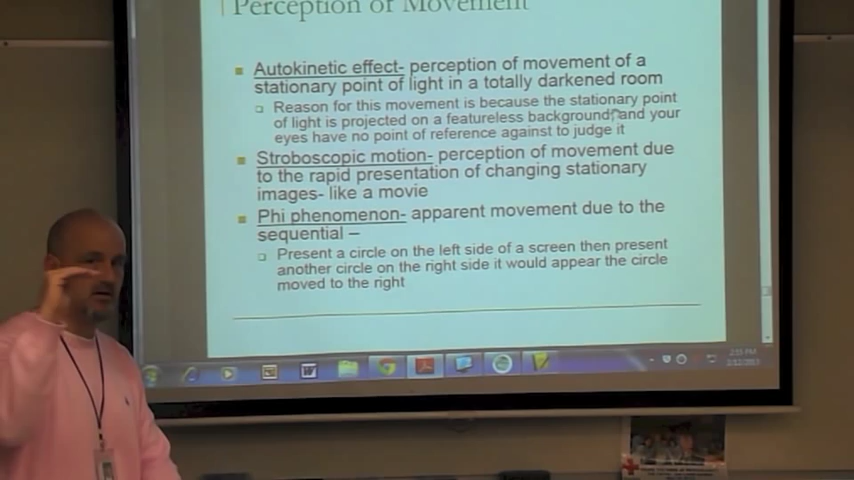 Perception of Movement
Autokinetic effect- perception of movement of a
stationary point of light in a totally darkened room
Reason for this movement is because the stationary point
of light is projected on a featureless background, and your
eyes have no point of reference against to judge it
Stroboscopic motion- perception of movement due
to the rapid presentation of changing stationary
images- like a movie
Phi phenomenon- apparent movement due to the
sequential –
Present a circle on the left side of a screen then present
another circle on the right side it would appear the circle
moved to the right
W
2:55 PM